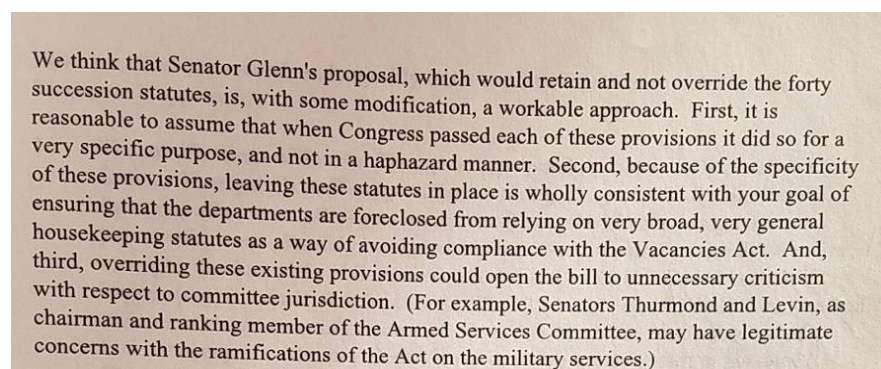 We think that Senator Glenn's proposal, which would retain and not override the forty
succession statutes, is, with some modification, a workable approach.  First, it is
reasonable to assume that when Congress passed each of these provisions it did so for a
very specific purpose, and not in a haphazard manner.  Second, because of the specificity
of these provisions, leaving these statutes in place is wholly consistent with your goal of
ensuring that the departments are foreclosed from relying on very broad, very general
housekeeping statutes as a way of avoiding compliance with the Vacancies Act.  And,
third, overriding these existing provisions could open the bill to unnecessary criticism
with respect to committee jurisdiction.  (For example, Senators Thurmond and Levin, as
chairman and ranking member of the Armed Services Committee, may have legitimate
concerns with the ramifications of the Act on the military services.)